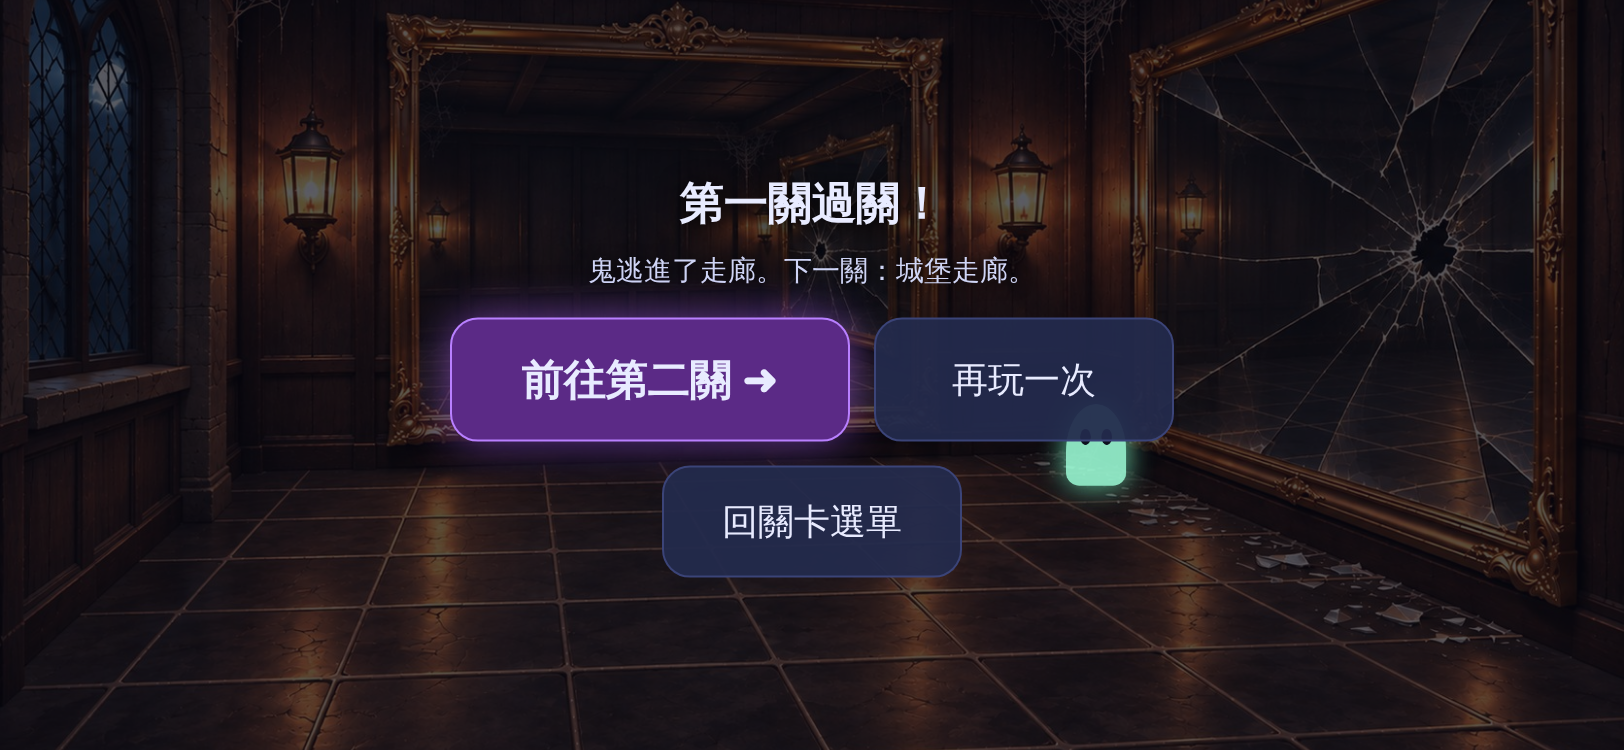 第一關過關！
鬼逃進了走廊。下一關：城堡走廊。
前往第二關 ➜
再玩一次
回關卡選單